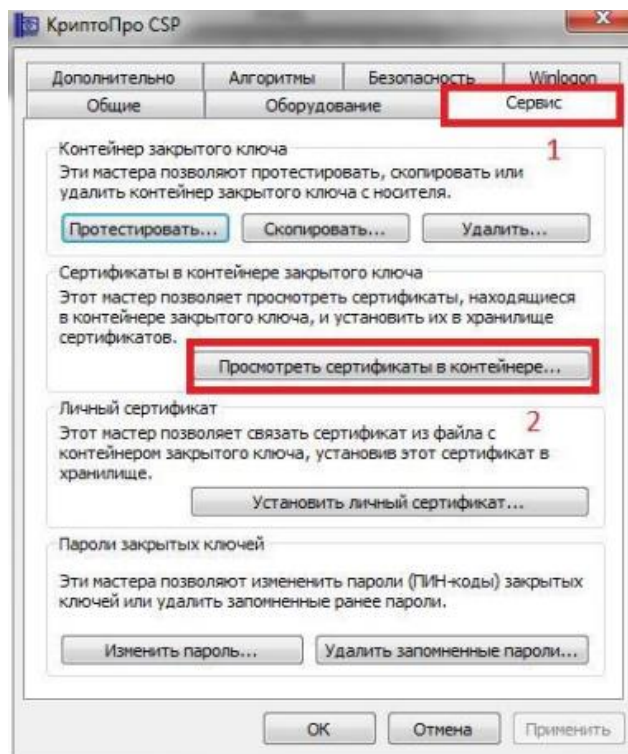 КриптоПро CSP
x
Дополнительно Алгоритмы Безопасность Winlogon
Общие Оборудование Сервис
1
Контейнер закрытого ключа
Эти мастера позволяют протестировать, скопировать или
удалить контейнер закрытого ключа с носителя.
Протестировать... Скопировать... Удалить...
Сертификаты в контейнере закрытого ключа
Этот мастер позволяет просмотреть сертификаты, находящиеся
в контейнере закрытого ключа, и установить их в хранилище
сертификатов.
Просмотреть сертификаты в контейнере...
2
Личный сертификат
Этот мастер позволяет связать сертификат из файла с
контейнером закрытого ключа, установив этот сертификат в
хранилище.
Установить личный сертификат...
Пароли закрытых ключей
Эти мастера позволяют измененить пароли (ПИН-коды) закрытых
ключей или удалить запомненные ранее пароли.
Изменить пароль... Удалить запомненные пароли...
ОК Отмена Применить